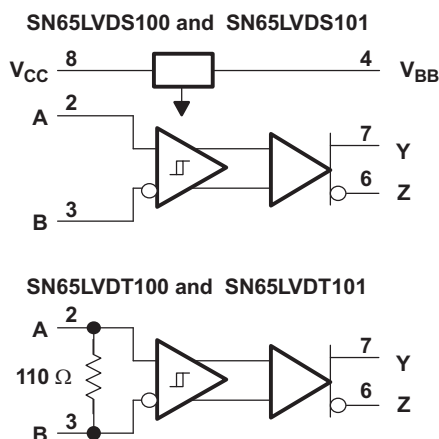 SN65LVDS100 and SN65LVDS101
VCC 8 4 VBB
A 2
7 Y
6 Z
B 3
SN65LVDT100 and SN65LVDT101
A 2
7 Y
110 Ω
6 Z
B 3